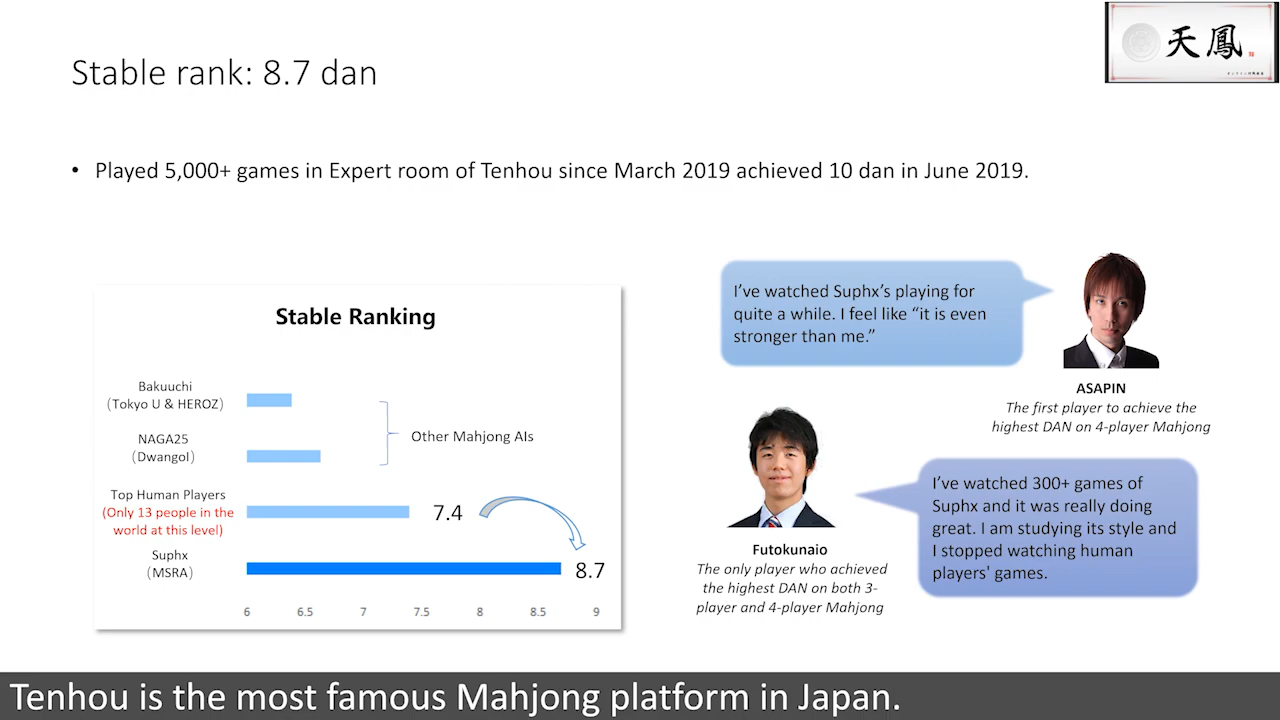 天鳳
Stable rank: 8.7 dan
• Played 5,000+ games in Expert room of Tenhou since March 2019 achieved 10 dan in June 2019.
Stable Ranking
Bakuuchi
(Tokyo U & HEROZ)
NAGA25
(Dwangol)
Other Mahjong AIs
Top Human Players
(Only 13 people in the
world at this level)
7.4
Suphx
(MSRA)
8.7
6 6.5 7 7.5 8 8.5 9
I've watched Suphx's playing for
quite a while. I feel like “it is even
stronger than me.”
ASAPIN
The first player to achieve the
highest DAN on 4-player Mahjong
Futokunaio
The only player who achieved
the highest DAN on both 3-
player and 4-player Mahjong
I've watched 300+ games of
Suphx and it was really doing
great. I am studying its style and
I stopped watching human
players' games.
Tenhou is the most famous Mahjong platform in Japan.